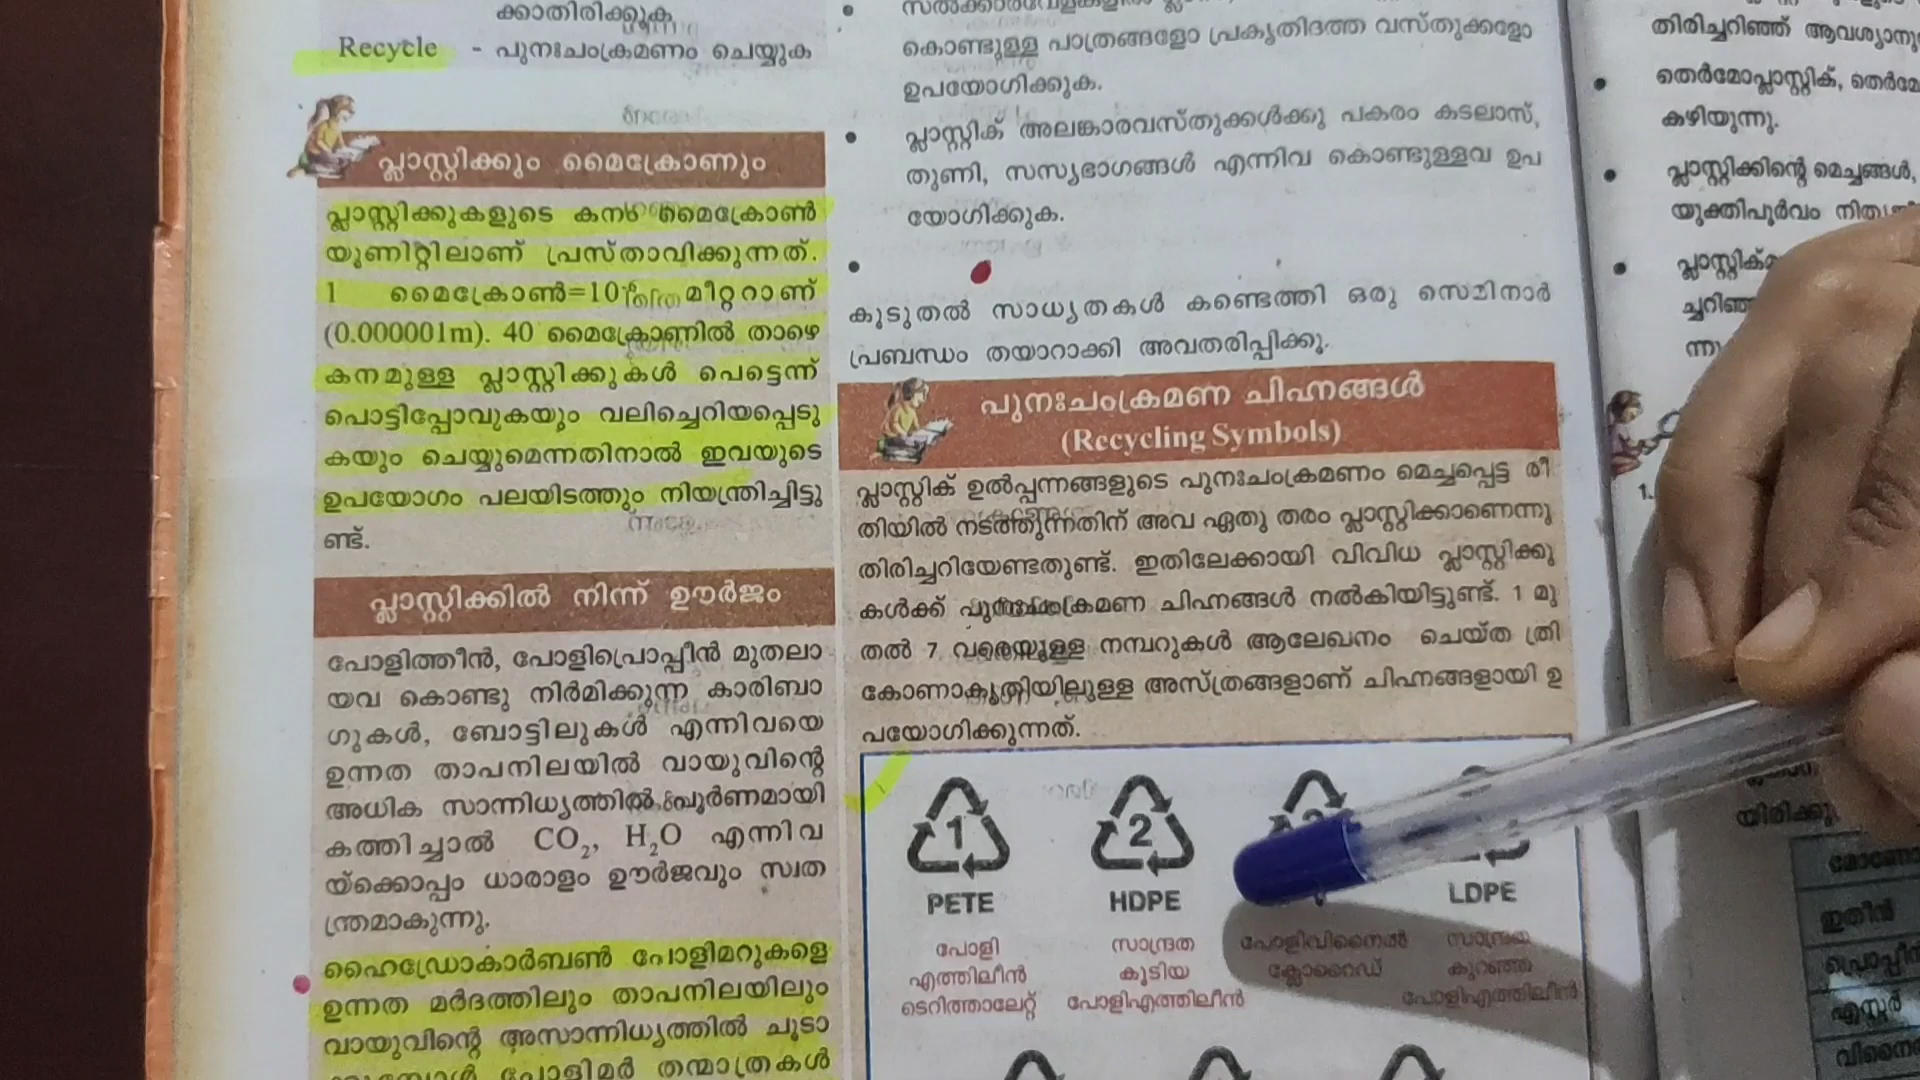 ക്കാതിരിക്കുക
Recycle - പുനഃചംക്രമണം ചെയ്യുക
പ്ലാസ്റ്റിക്കും മൈക്രോണും
പ്ലാസ്റ്റിക്കുകളുടെ കനം മൈക്രോൺ
യൂണിറ്റിലാണ് പ്രസ്താവിക്കുന്നത്.
1 മൈക്രോൺ=10 മീറ്ററാണ്
(0.000001m). 40 മൈക്രോണിൽ താഴെ
കനമുള്ള പ്ലാസ്റ്റിക്കുകൾ പെട്ടെന്ന്
പൊട്ടിപ്പോവുകയും വലിച്ചെറിയപ്പെടു
കയും ചെയ്യുമെന്നതിനാൽ ഇവയുടെ
ഉപയോഗം പലയിടത്തും നിയന്ത്രിച്ചിട്ടു
ണ്ട്.
പ്ലാസ്റ്റിക്കിൽ നിന്ന് ഊർജം
പോളിത്തീൻ, പോളിപ്രൊപ്പീൻ മുതലാ
യവ കൊണ്ടു നിർമിക്കുന്ന കാരിബാ
ഗുകൾ, ബോട്ടിലുകൾ എന്നിവയെ
ഉന്നത താപനിലയിൽ വായുവിന്റെ
അധിക സാന്നിധ്യത്തിൽ പൂർണമായി
കത്തിച്ചാൽ CO₂, H₂O എന്നിവ
യ്ക്കൊപ്പം ധാരാളം ഊർജവും സ്വത
ന്ത്രമാകുന്നു.
ഹൈഡ്രോകാർബൺ പോളിമറുകളെ
ഉന്നത മർദത്തിലും താപനിലയിലും
വായുവിന്റെ അസാന്നിധ്യത്തിൽ ചൂടാ
പോളിമർ തന്മാത്രകൾ
കൊണ്ടുള്ള പാത്രങ്ങളോ പ്രകൃതിദത്ത വസ്തുക്കളോ
ഉപയോഗിക്കുക.
• പ്ലാസ്റ്റിക് അലങ്കാരവസ്തുക്കൾക്കു പകരം കടലാസ്,
തുണി, സസ്യഭാഗങ്ങൾ എന്നിവ കൊണ്ടുള്ളവ ഉപ
യോഗിക്കുക.
•
കൂടുതൽ സാധ്യതകൾ കണ്ടെത്തി ഒരു സെമിനാർ
പ്രബന്ധം തയാറാക്കി അവതരിപ്പിക്കൂ.
പുനഃചംക്രമണ ചിഹ്നങ്ങൾ
(Recycling Symbols)
പ്ലാസ്റ്റിക് ഉൽപ്പന്നങ്ങളുടെ പുനഃചംക്രമണം മെച്ചപ്പെട്ട രീ
തിയിൽ നടത്തുന്നതിന് അവ ഏതു തരം പ്ലാസ്റ്റിക്കാണെന്നു
തിരിച്ചറിയേണ്ടതുണ്ട്. ഇതിലേക്കായി വിവിധ പ്ലാസ്റ്റിക്കു
കൾക്ക് പുനഃചംക്രമണ ചിഹ്നങ്ങൾ നൽകിയിട്ടുണ്ട്. 1 മു
തൽ 7 വരെയുള്ള നമ്പറുകൾ ആലേഖനം ചെയ്ത ത്രി
കോണാകൃതിയിലുള്ള അസ്ത്രങ്ങളാണ് ചിഹ്നങ്ങളായി ഉ
പയോഗിക്കുന്നത്.
1 2
PETE HDPE LDPE
പോളി സാന്ദ്രത പോളിവിനൈൽ സാന്ദ്രത
എത്തിലീൻ കൂടിയ ക്ലോറൈഡ് കുറഞ്ഞ
ടെറിത്താലേറ്റ് പോളിഎത്തിലീൻ പോളിഎത്തിലീൻ
തിരിച്ചറിഞ്ഞ്
• തെർമോപ്ലാസ്റ്റിക്,
കഴിയുന്നു.
• പ്ലാസ്റ്റിക്കിന്റെ മെച്ചങ്ങൾ,
യുക്തിപൂർവം
•
1.
ഇതീൻ